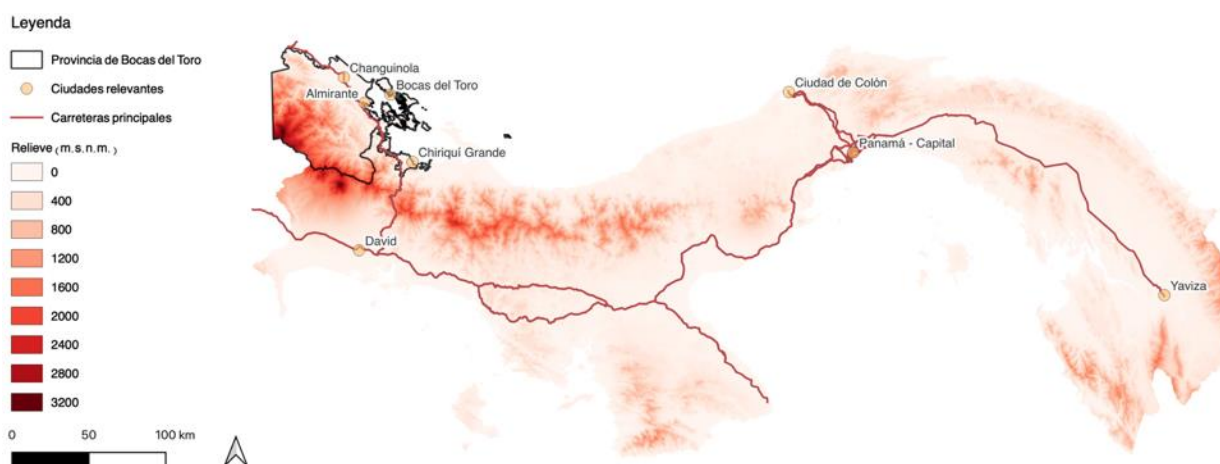 Leyenda
Provincia de Bocas del Toro
Ciudades relevantes
Carreteras principales
Relieve (m.s.n.m.)
0
400
800
1200
1600
2000
2400
2800
3200
0 50 100 km
Changuinola
Bocas del Toro
Almirante
Chiriquí Grande
David
Ciudad de Colón
Panamá - Capital
Yaviza